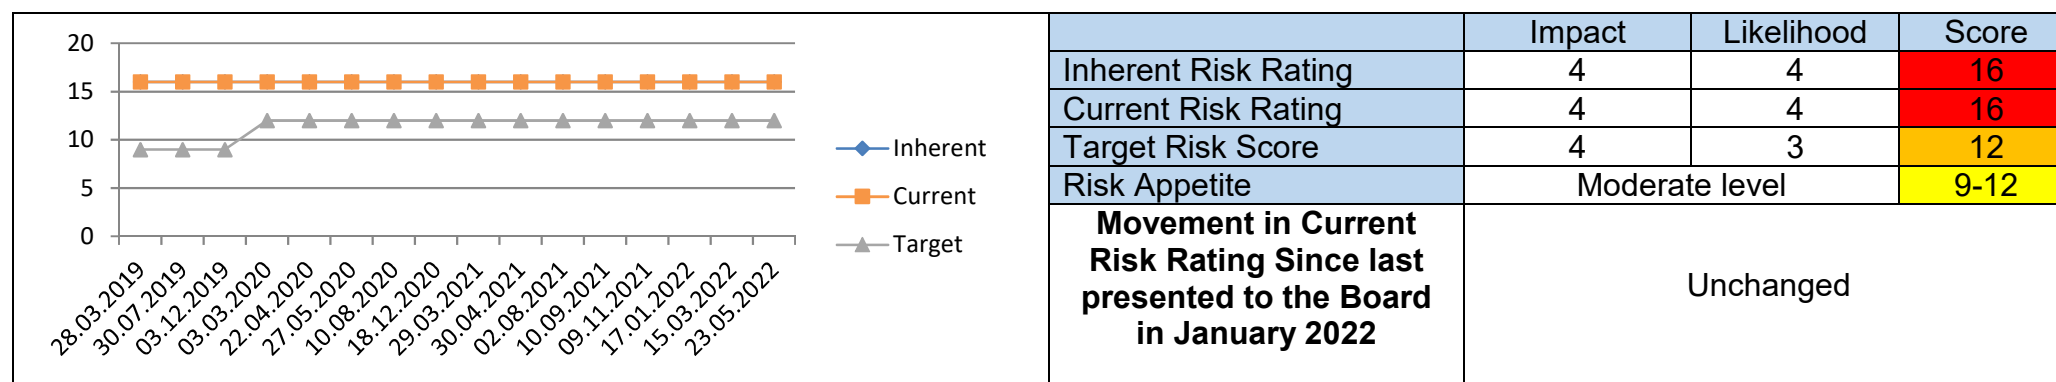 20
15
10
5
0
28.03.2019
30.07.2019
03.12.2019
03.03.2020
22.04.2020
27.05.2020
10.08.2020
18.12.2020
29.03.2021
30.04.2021
02.08.2021
10.09.2021
09.11.2021
17.01.2022
15.03.2022
23.05.2022
Inherent
Current
Target
Impact Likelihood Score
Inherent Risk Rating 4 4 16
Current Risk Rating 4 4 16
Target Risk Score 4 3 12
Risk Appetite Moderate level 9-12
Movement in Current
Risk Rating Since last
presented to the Board
in January 2022
Unchanged